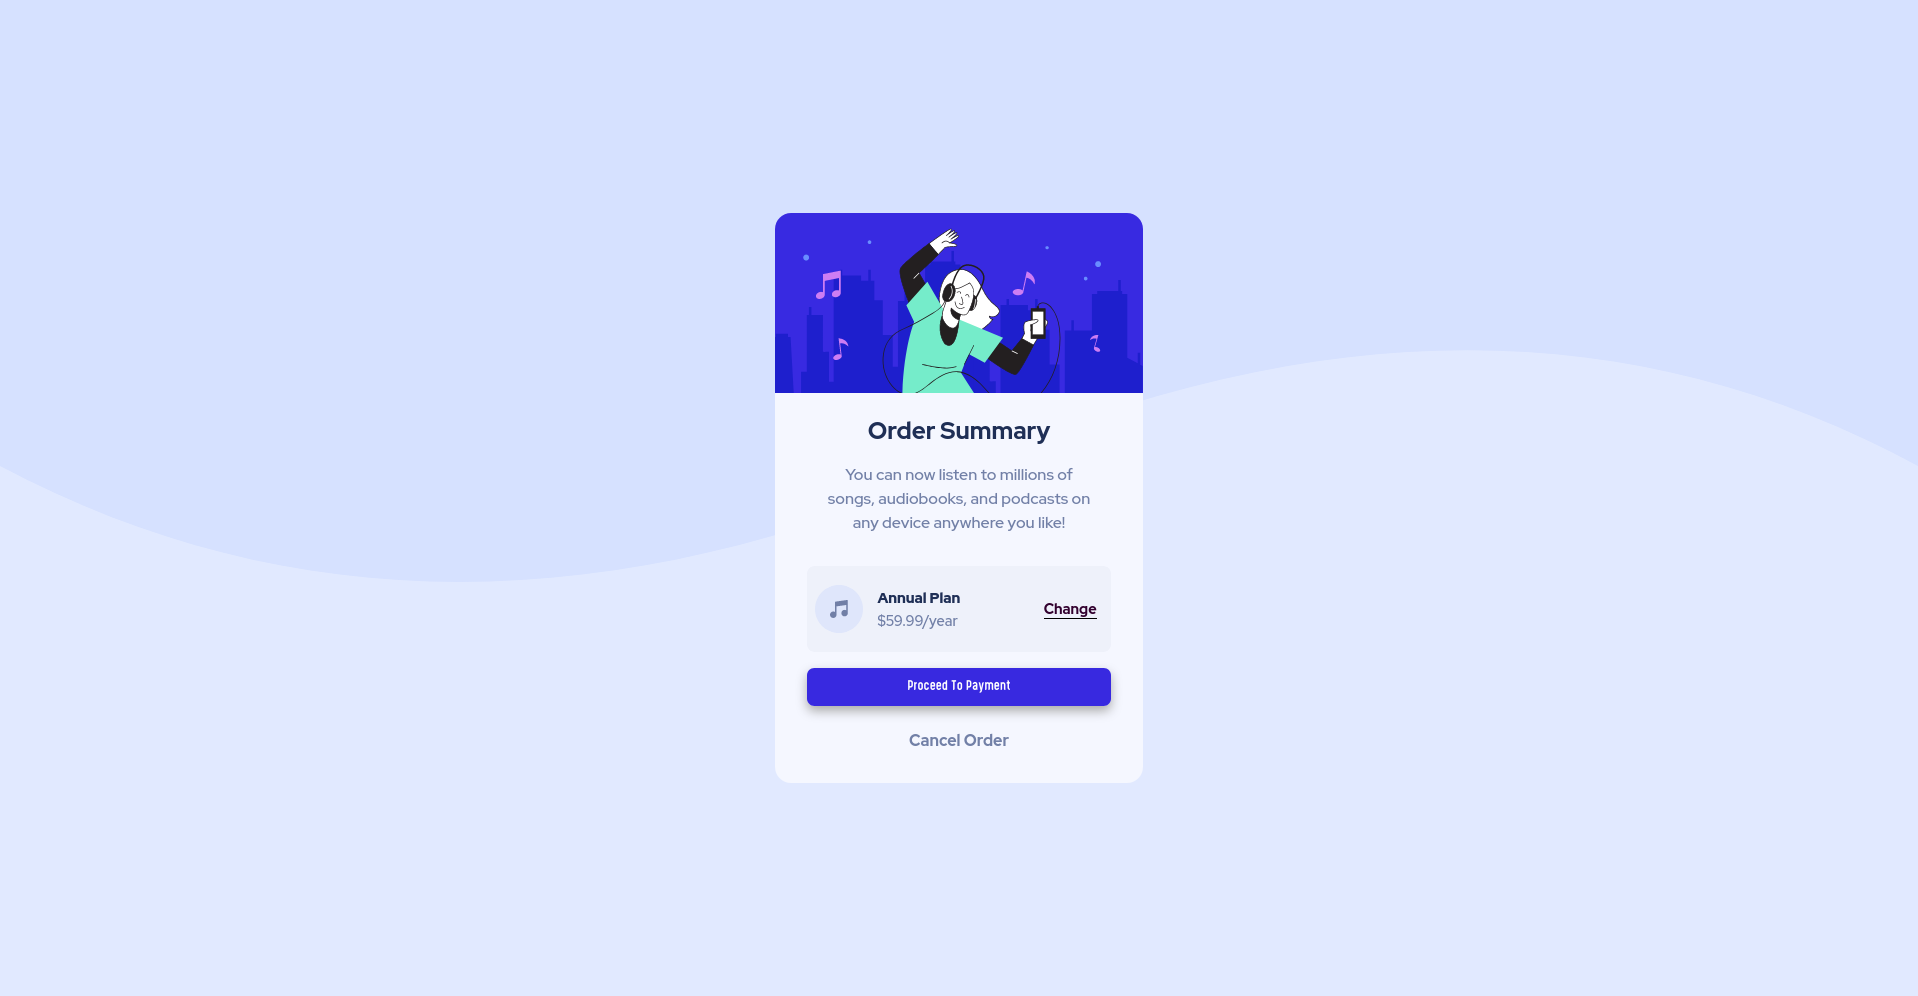 Order Summary
You can now listen to millions of
songs, audiobooks, and podcasts on
any device anywhere you like!
Annual Plan
$59.99/year
Change
Proceed To Payment
Cancel Order